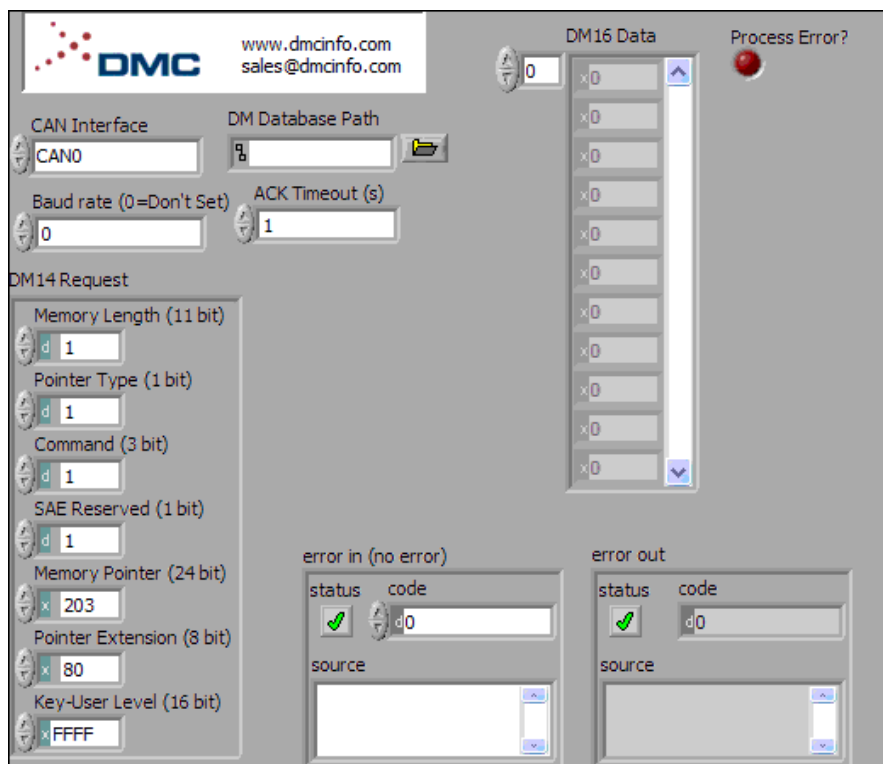 DMC
www.dmcinfo.com
sales@dmcinfo.com
CAN Interface
CAN0
DM Database Path
Baud rate (0=Don't Set)
0
ACK Timeout (s)
1
DM14 Request
Memory Length (11 bit)
d 1
Pointer Type (1 bit)
d 1
Command (3 bit)
d 1
SAE Reserved (1 bit)
d 1
Memory Pointer (24 bit)
x 203
Pointer Extension (8 bit)
x 80
Key-User Level (16 bit)
x FFFF
DM16 Data
0
x0
x0
x0
x0
x0
x0
x0
x0
x0
x0
x0
Process Error?
error in (no error)
status code
d0
source
error out
status code
d0
source